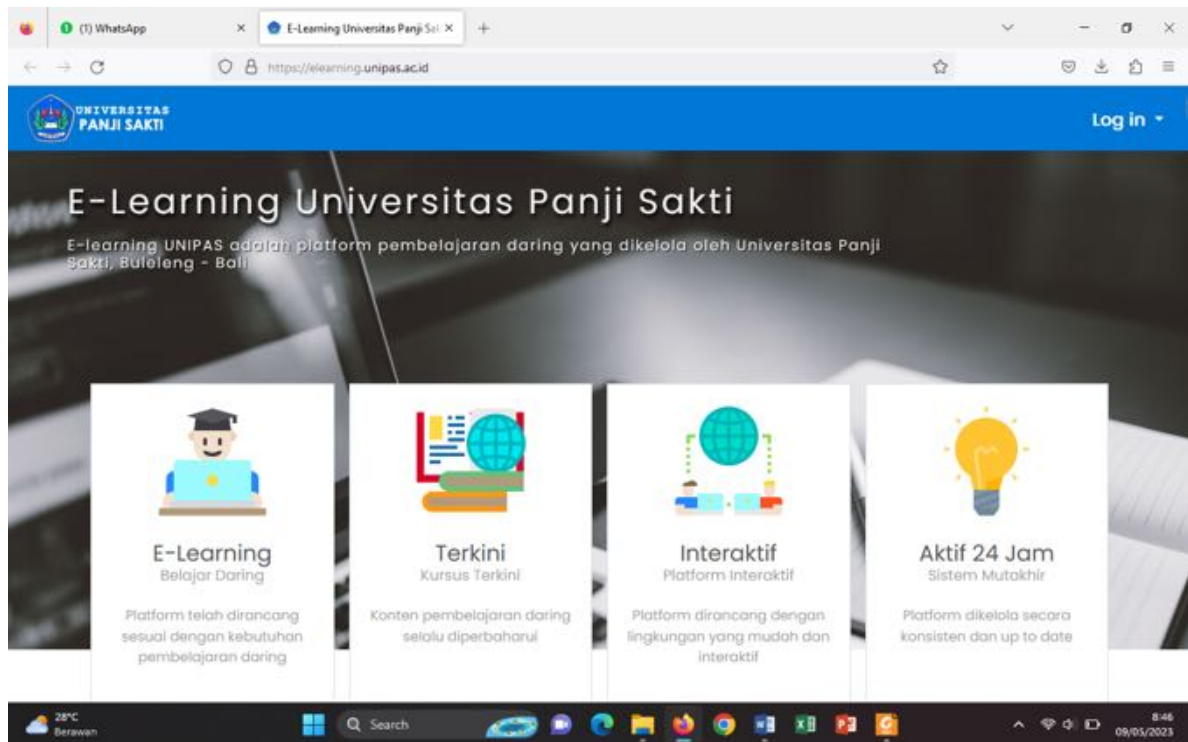 (1) WhatsApp
E-Learning Universitas Panji Sak
https://elearning.unipas.ac.id
UNIVERSITAS
PANJI SAKTI
Log in
E-Learning Universitas Panji Sakti
E-learning UNIPAS adalah platform pembelajaran daring yang dikelola oleh Universitas Panji
Sakti, Buleleng - Bali
E-Learning
Belajar Daring
Platform telah dirancang
sesuai dengan kebutuhan
pembelajaran daring
Terkini
Kursus Terkini
Konten pembelajaran daring
selalu diperbaharui
Interaktif
Platform Interaktif
Platform dirancang dengan
lingkungan yang mudah dan
interaktif
Aktif 24 Jam
Sistem Mutakhir
Platform dikelola secara
konsisten dan up to date
28°C
Berawan
Search
8:46
09/05/2023